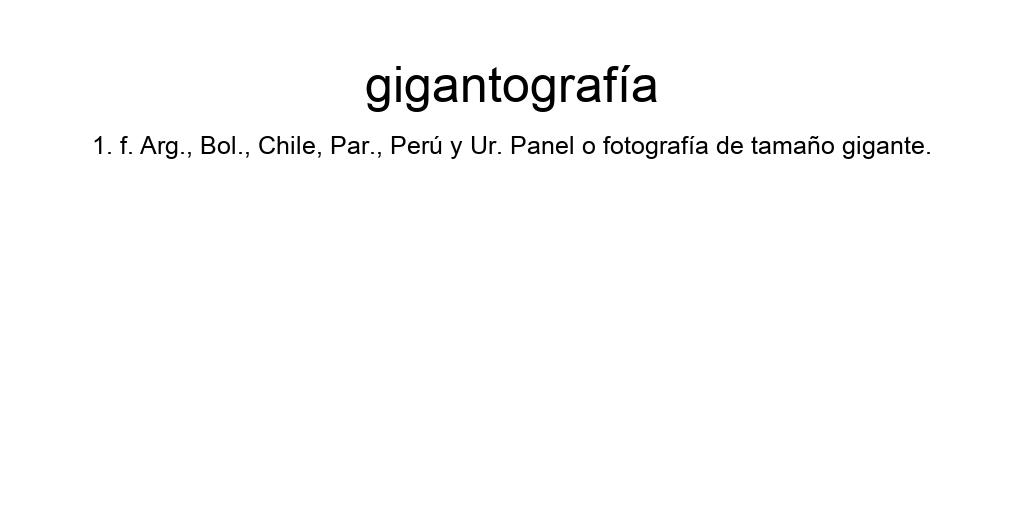 gigantografía
1. f. Arg., Bol., Chile, Par., Perú y Ur. Panel o fotografía de tamaño gigante.